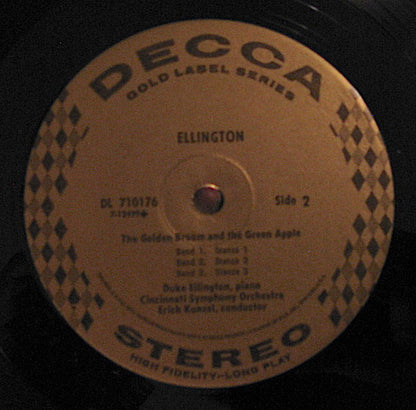 DECCA
GOLD LABEL SERIES
ELLINGTON
DL 710176
Side 2
7-12499
The Golden Broom and the Green Apple
Band 1. Stanza 1
Band 2. Stanza 2
Band 3. Stanza 3
Duke Ellington, piano
Cincinnati Symphony Orchestra
Erich Kunzel, conductor
STEREO
HIGH FIDELITY—LONG PLAY